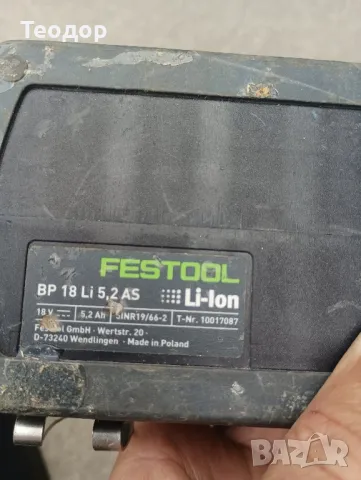 Теодор
FESTOOL
BP 18 Li 5,2 AS
Li-Ion
18 V 5,2 Ah 5INR19/66-2 T-Nr. 10017087
Festool GmbH · Wertstr. 20 ·
D-73240 Wendlingen · Made in Poland
BAZAR